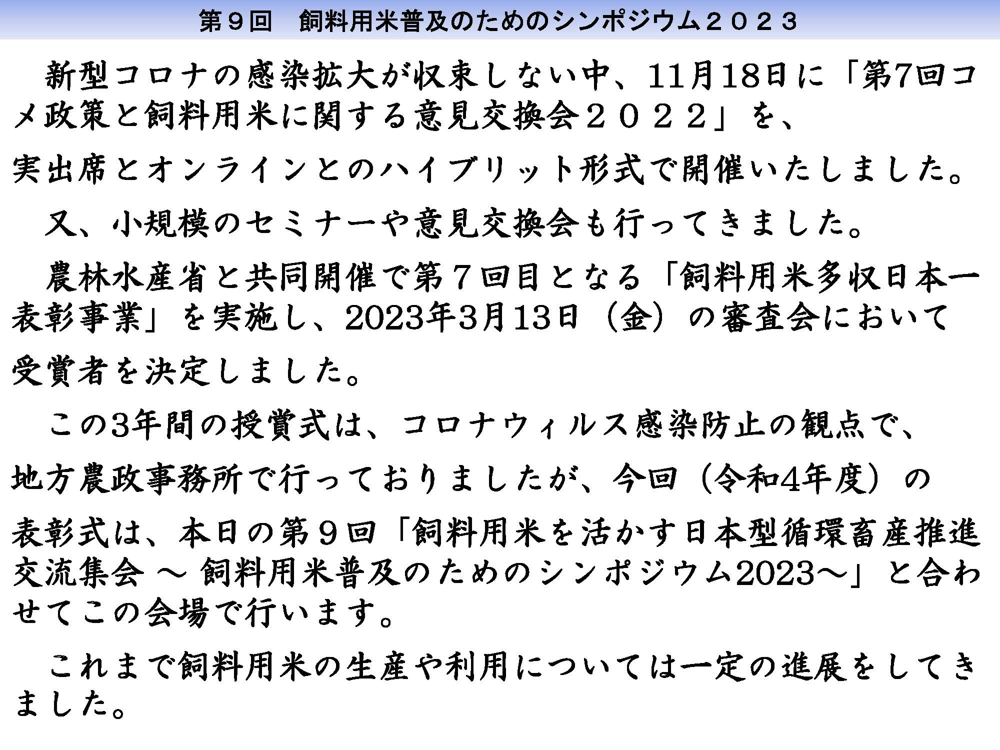 第９回　飼料用米普及のためのシンポジウム２０２３
新型コロナの感染拡大が収束しない中、11月18日に「第7回コ
メ政策と飼料用米に関する意見交換会２０２２」を、
実出席とオンラインとのハイブリット形式で開催いたしました。
又、小規模のセミナーや意見交換会も行ってきました。
農林水産省と共同開催で第７回目となる「飼料用米多収日本一
表彰事業」を実施し、2023年3月13日（金）の審査会において
受賞者を決定しました。
この3年間の授賞式は、コロナウィルス感染防止の観点で、
地方農政事務所で行っておりましたが、今回（令和4年度）の
表彰式は、本日の第９回「飼料用米を活かす日本型循環畜産推進
交流集会 ～ 飼料用米普及のためのシンポジウム2023～」と合わ
せてこの会場で行います。
これまで飼料用米の生産や利用については一定の進展をしてき
ました。